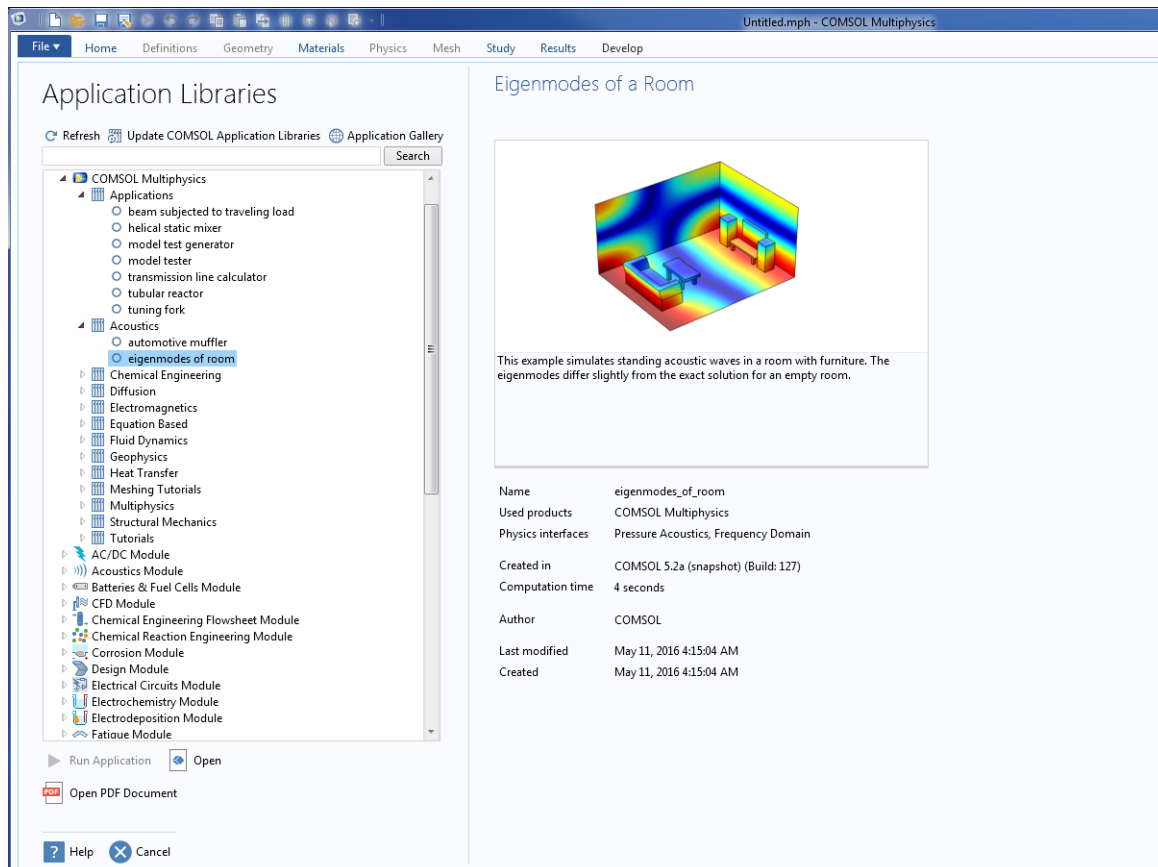 Untitled.mph - COMSOL Multiphysics
File Home Definitions Geometry Materials Physics Mesh Study Results Develop
Application Libraries
Refresh Update COMSOL Application Libraries Application Gallery
Search
COMSOL Multiphysics
Applications
beam subjected to traveling load
helical static mixer
model test generator
model tester
transmission line calculator
tubular reactor
tuning fork
Acoustics
automotive muffler
eigenmodes of room
Chemical Engineering
Diffusion
Electromagnetics
Equation Based
Fluid Dynamics
Geophysics
Heat Transfer
Meshing Tutorials
Multiphysics
Structural Mechanics
Tutorials
AC/DC Module
Acoustics Module
Batteries & Fuel Cells Module
CFD Module
Chemical Engineering Flowsheet Module
Chemical Reaction Engineering Module
Corrosion Module
Design Module
Electrical Circuits Module
Electrochemistry Module
Electrodeposition Module
Fatigue Module
Run Application Open
PDF Open PDF Document
? Help Cancel
Eigenmodes of a Room
This example simulates standing acoustic waves in a room with furniture. The
eigenmodes differ slightly from the exact solution for an empty room.
Name eigenmodes_of_room
Used products COMSOL Multiphysics
Physics interfaces Pressure Acoustics, Frequency Domain
Created in COMSOL 5.2a (snapshot) (Build: 127)
Computation time 4 seconds
Author COMSOL
Last modified May 11, 2016 4:15:04 AM
Created May 11, 2016 4:15:04 AM